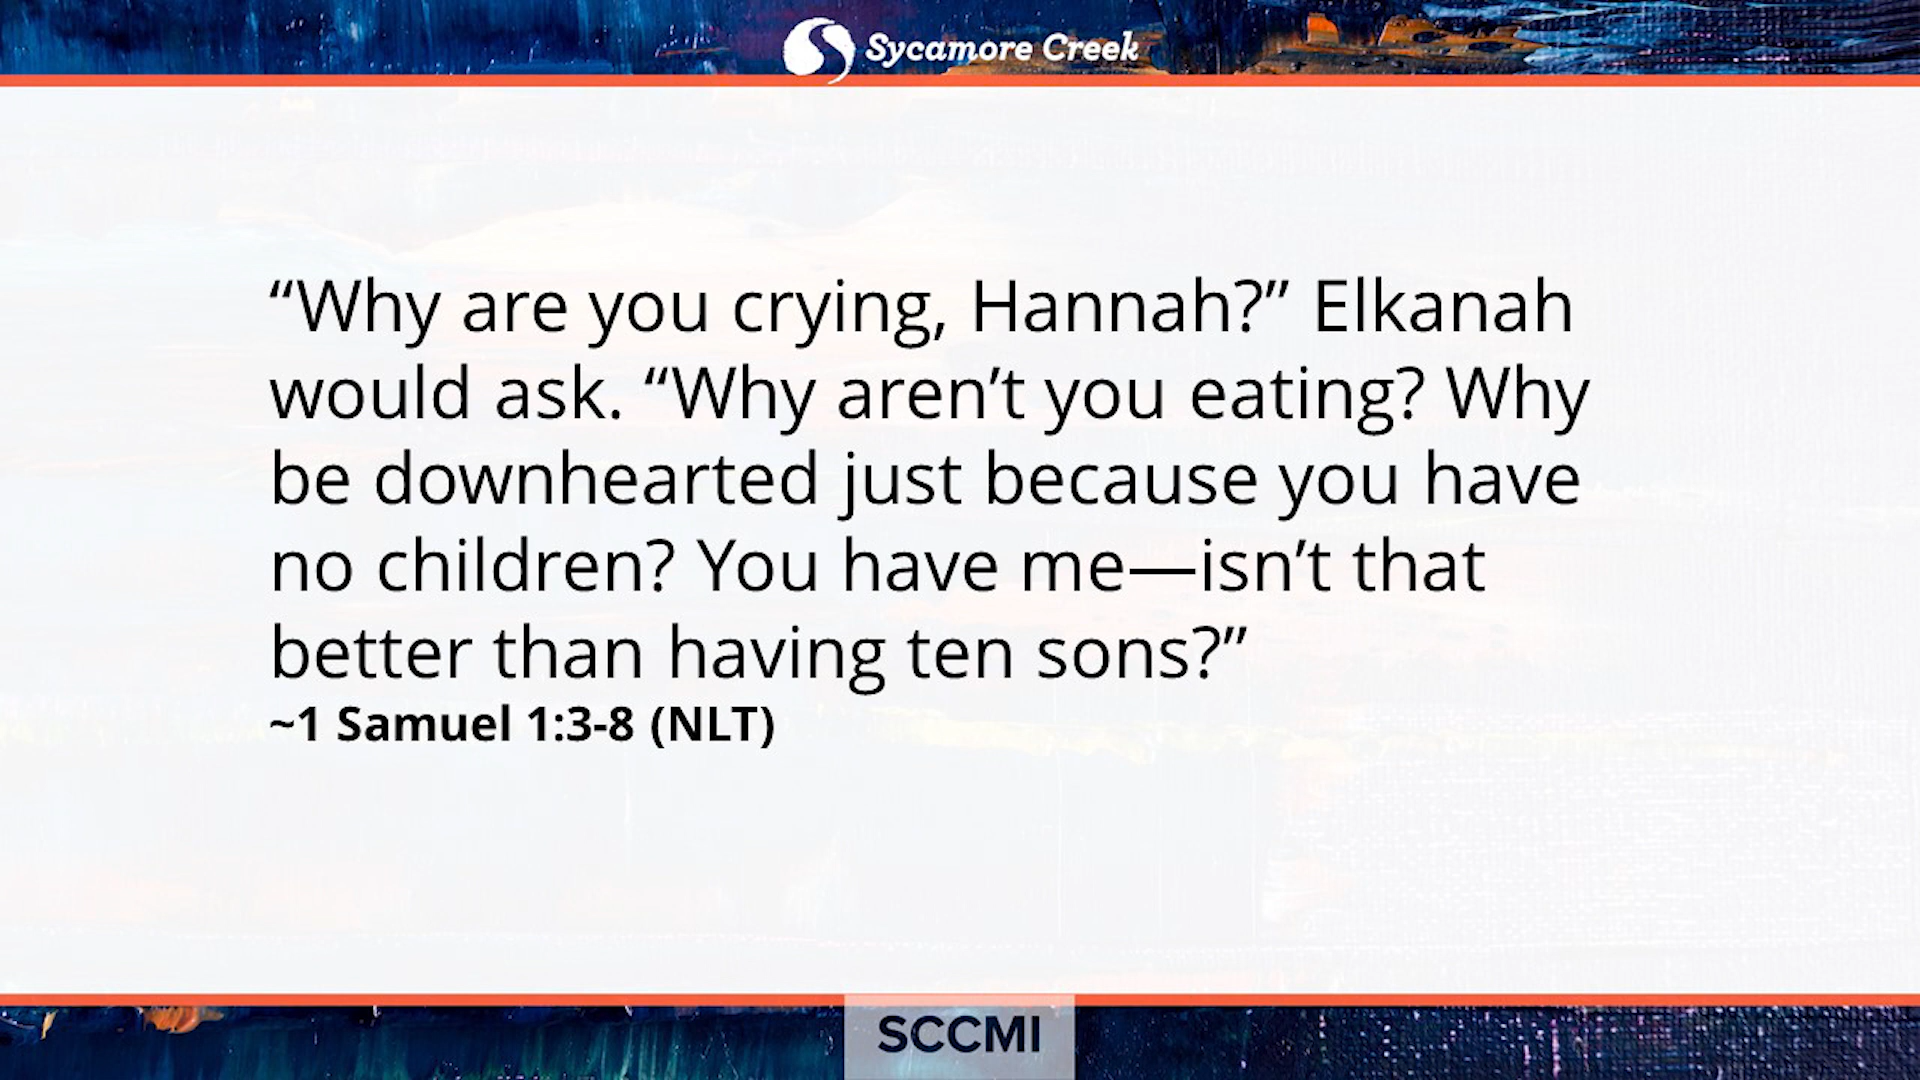 Sycamore Creek
“Why are you crying, Hannah?” Elkanah
would ask. “Why aren’t you eating? Why
be downhearted just because you have
no children? You have me—isn’t that
better than having ten sons?”
~1 Samuel 1:3-8 (NLT)
SCCMI